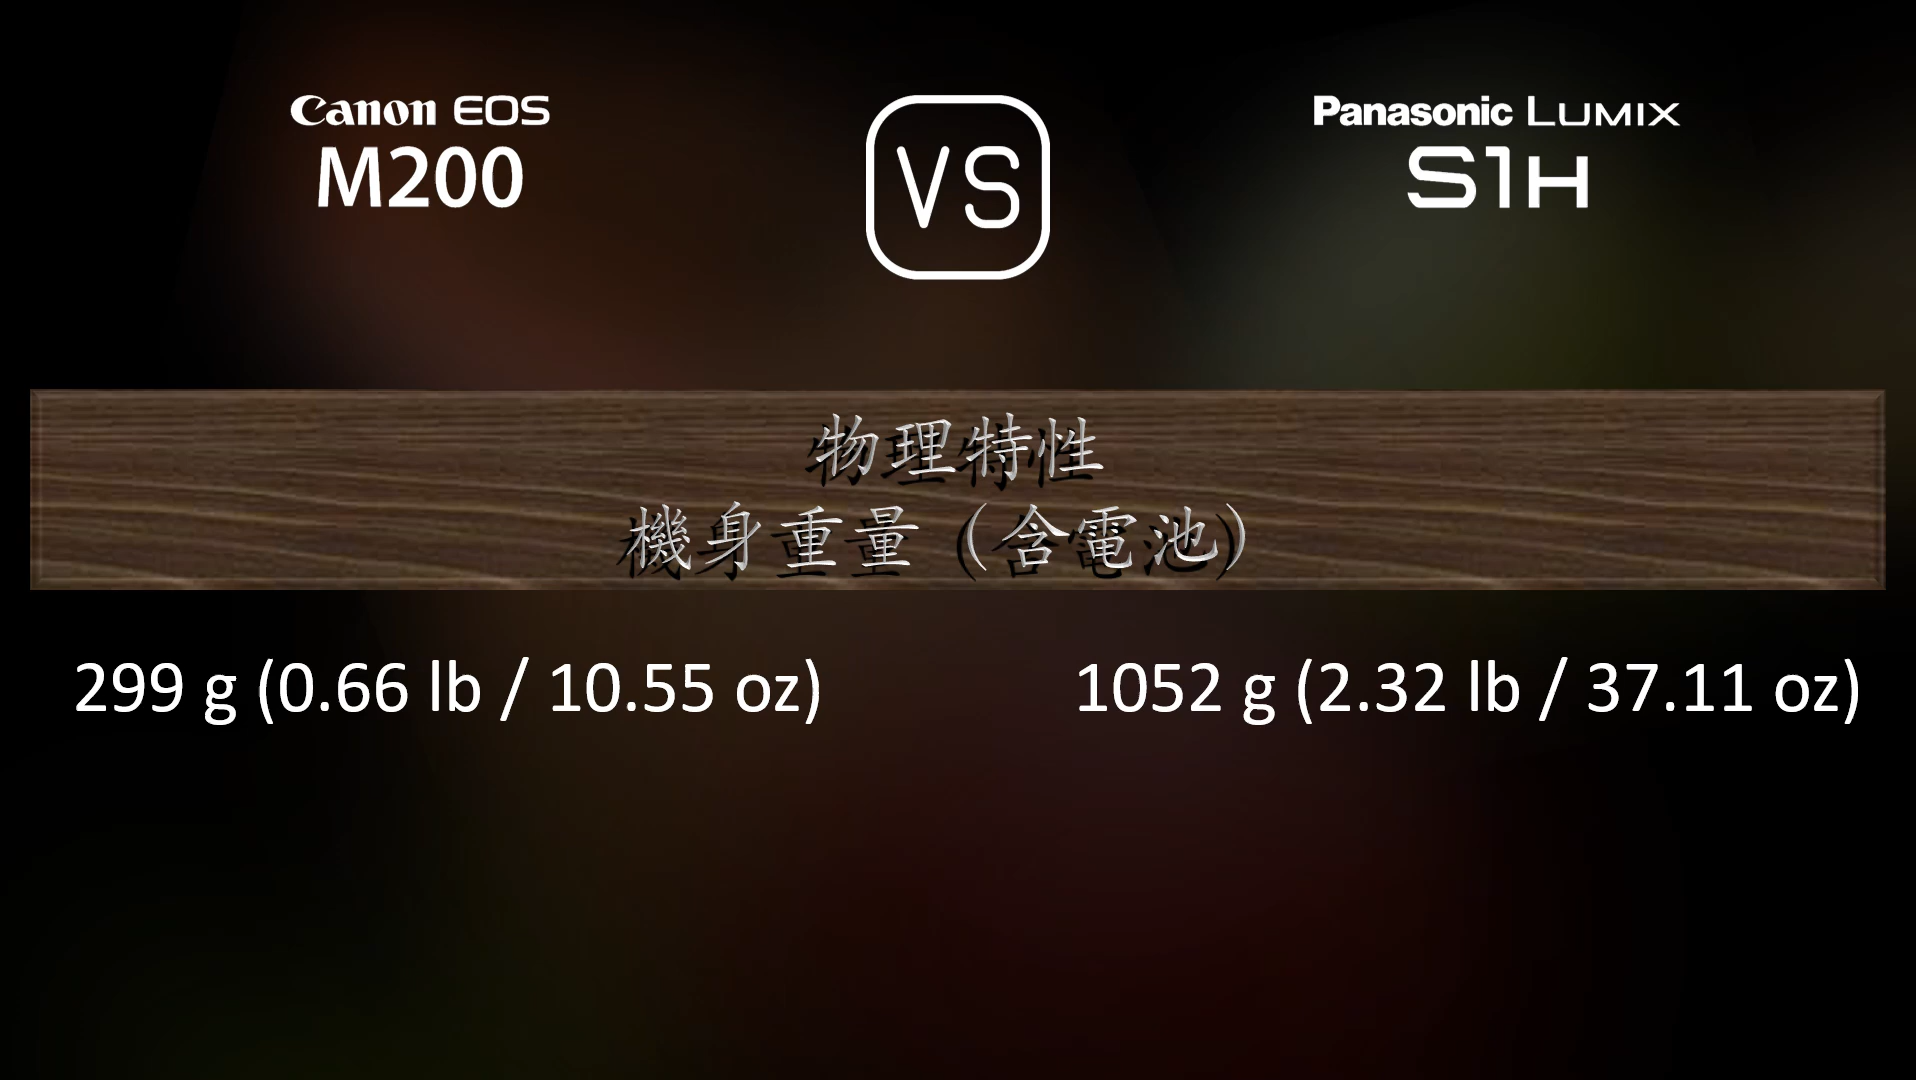 Canon EOS
M200
VS
Panasonic LUMIX
S1H
物理特性
機身重量（含電池）
299 g (0.66 lb / 10.55 oz)
1052 g (2.32 lb / 37.11 oz)